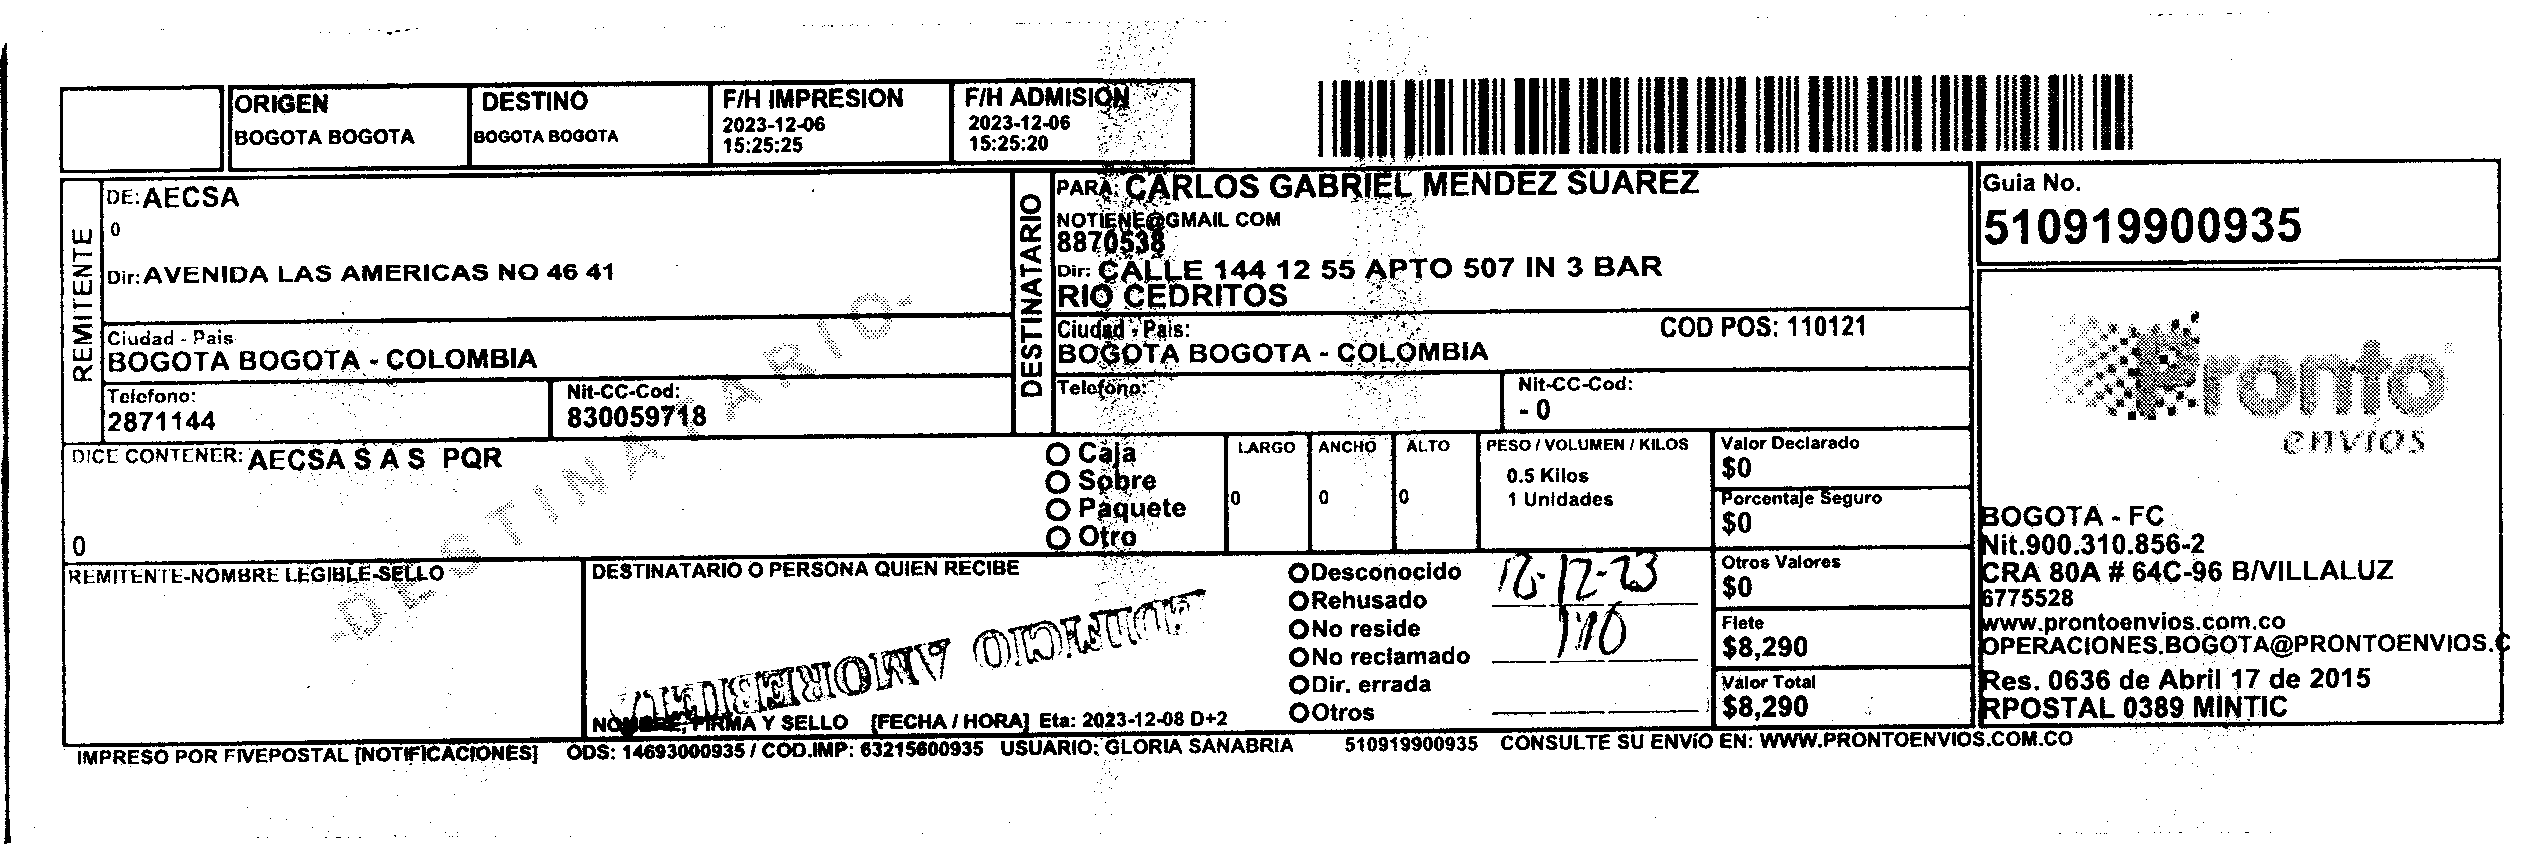 ORIGEN
BOGOTA BOGOTA
DESTINO
BOGOTA BOGOTA
F/H IMPRESION
2023-12-06
15:25:25
F/H ADMISION
2023-12-06
15:25:20
REMITENTE
DE: AECSA
0
Dir: AVENIDA LAS AMERICAS NO 46 41
Ciudad - Pais
BOGOTA BOGOTA - COLOMBIA
Telefono:
2871144
Nit-CC-Cod:
830059718
DESTINATARIO
PARA: CARLOS GABRIEL MENDEZ SUAREZ
NOTIENE@GMAIL COM
8870538
Dir: CALLE 144 12 55 APTO 507 IN 3 BAR
RIO CEDRITOS
Ciudad - Pais:
COD POS: 110121
BOGOTA BOGOTA - COLOMBIA
Telefono:
Nit-CC-Cod:
- 0
Guia No.
510919900935
Pronto
envíos
BOGOTA - FC
Nit.900.310.856-2
CRA 80A # 64C-96 B/VILLALUZ
6775528
www.prontoenvios.com.co
OPERACIONES.BOGOTA@PRONTOENVIOS.C
Res. 0636 de Abril 17 de 2015
RPOSTAL 0389 MINTIC
DICE CONTENER: AECSA S A S PQR
0
Caja
Sobre
Paquete
Otro
LARGO
0
ANCHO
0
ALTO
0
PESO / VOLUMEN / KILOS
0.5 Kilos
1 Unidades
Valor Declarado
$0
Porcentaje Seguro
$0
Otros Valores
$0
Flete
$8,290
Valor Total
$8,290
-DESTINATARIO-
REMITENTE-NOMBRE LEGIBLE-SELLO
DESTINATARIO O PERSONA QUIEN RECIBE
EDIFICIO AMOREBIETA
NOMBRE, FIRMA Y SELLO [FECHA / HORA] Eta: 2023-12-08 D+2
Desconocido
Rehusado
No reside
No reclamado
Dir. errada
Otros
IMPRESO POR FIVEPOSTAL [NOTIFICACIONES] ODS: 14693000935 / COD.IMP: 63215600935 USUARIO: GLORIA SANABRIA 510919900935 CONSULTE SU ENVíO EN: WWW.PRONTOENVIOS.COM.CO